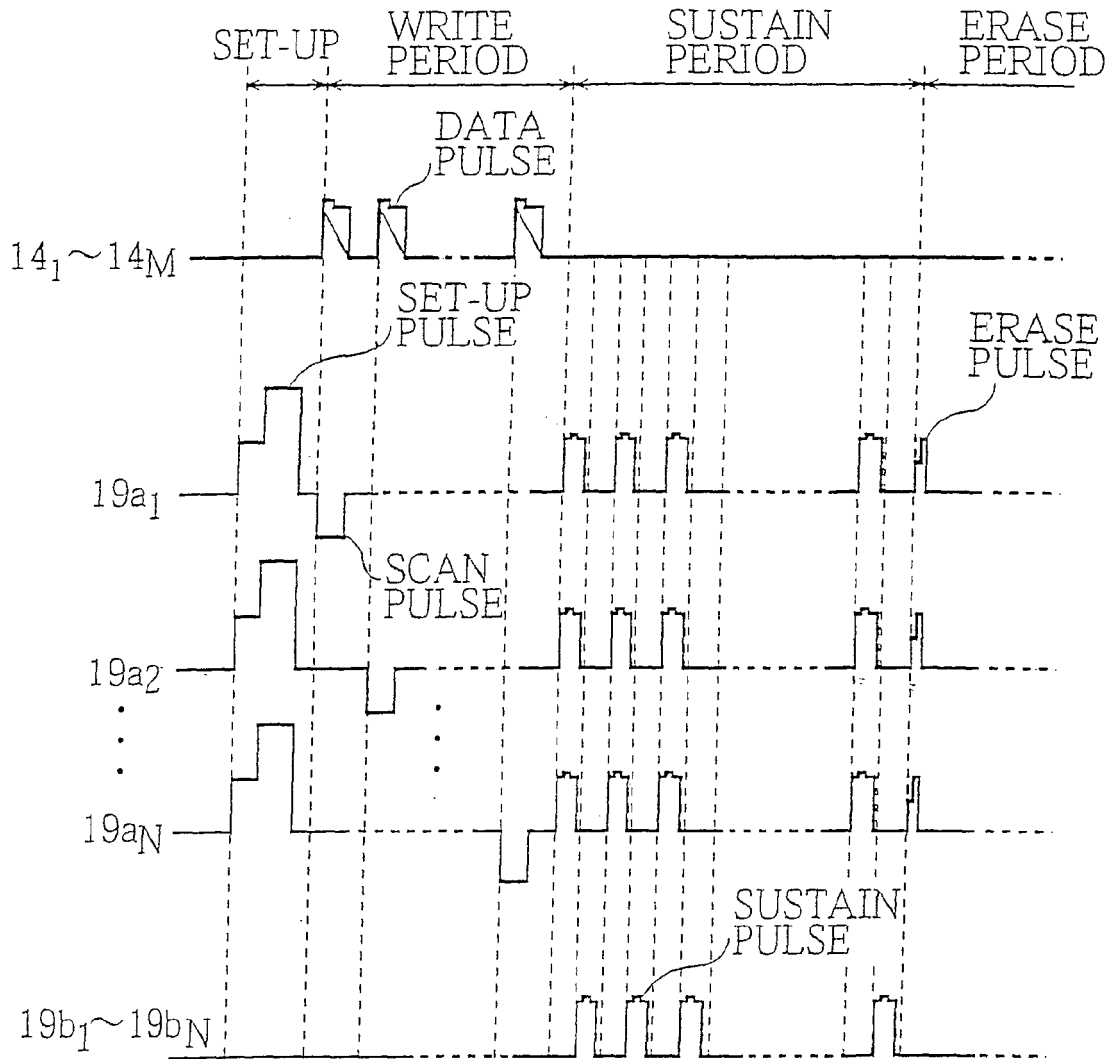 SET-UP
WRITE
PERIOD
SUSTAIN
PERIOD
ERASE
PERIOD
DATA
PULSE
14₁~14M
SET-UP
PULSE
ERASE
PULSE
19a₁
SCAN
PULSE
19a₂
19aN
SUSTAIN
PULSE
19b₁~19bN